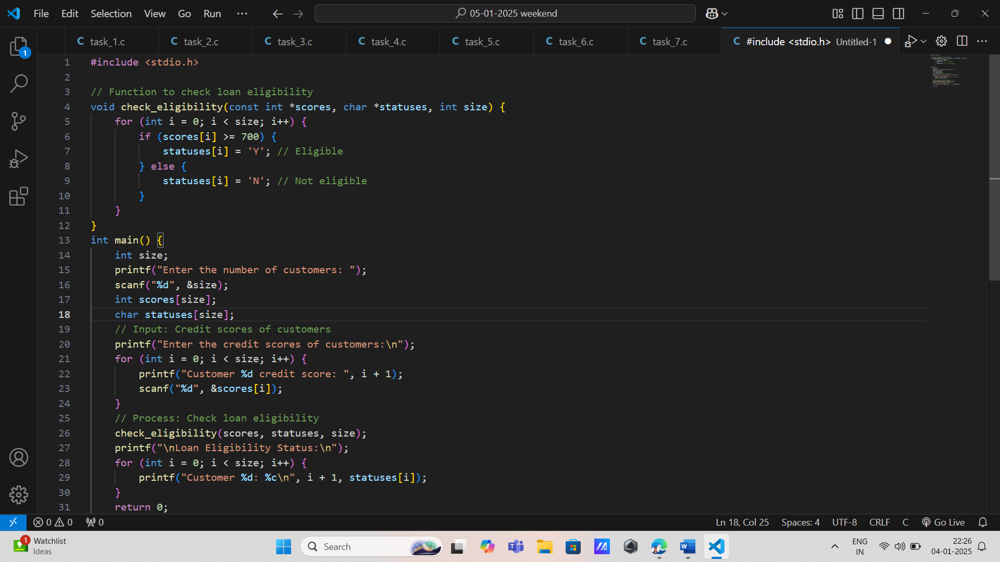 File Edit Selection View Go Run ··· 05-01-2025 weekend
task_1.c task_2.c task_3.c task_4.c task_5.c task_6.c task_7.c #include <stdio.h> Untitled-1
1 #include <stdio.h>
2
3 // Function to check loan eligibility
4 void check_eligibility(const int *scores, char *statuses, int size) {
5     for (int i = 0; i < size; i++) {
6         if (scores[i] >= 700) {
7             statuses[i] = 'Y'; // Eligible
8         } else {
9             statuses[i] = 'N'; // Not eligible
10         }
11     }
12 }
13 int main() {
14     int size;
15     printf("Enter the number of customers: ");
16     scanf("%d", &size);
17     int scores[size];
18     char statuses[size];
19     // Input: Credit scores of customers
20     printf("Enter the credit scores of customers:\n");
21     for (int i = 0; i < size; i++) {
22         printf("Customer %d credit score: ", i + 1);
23         scanf("%d", &scores[i]);
24     }
25     // Process: Check loan eligibility
26     check_eligibility(scores, statuses, size);
27     printf("\nLoan Eligibility Status:\n");
28     for (int i = 0; i < size; i++) {
29         printf("Customer %d: %c\n", i + 1, statuses[i]);
30     }
31     return 0;
0 0 0 Ln 18, Col 25 Spaces: 4 UTF-8 CRLF C Go Live
1 Watchlist
Ideas
Search
ENG
IN
22:26
04-01-2025